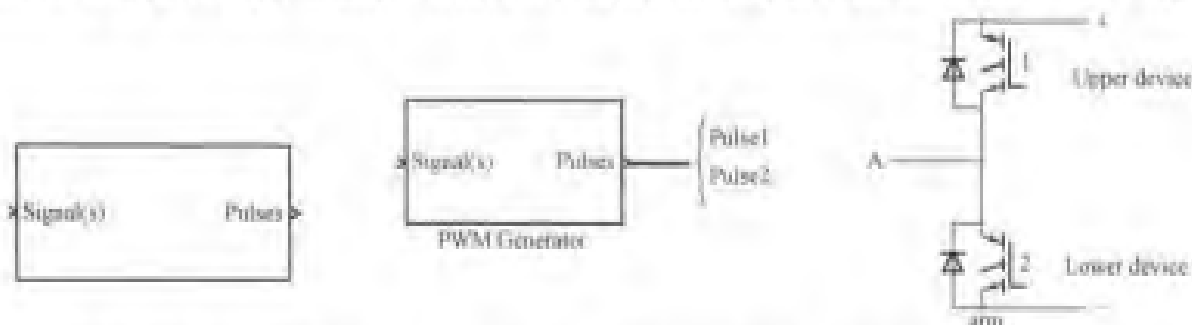 Signal(s) Pulses
Signal(s) Pulses
PWM Generator
Pulse1
Pulse2
A
1
Upper device
2
Lower device